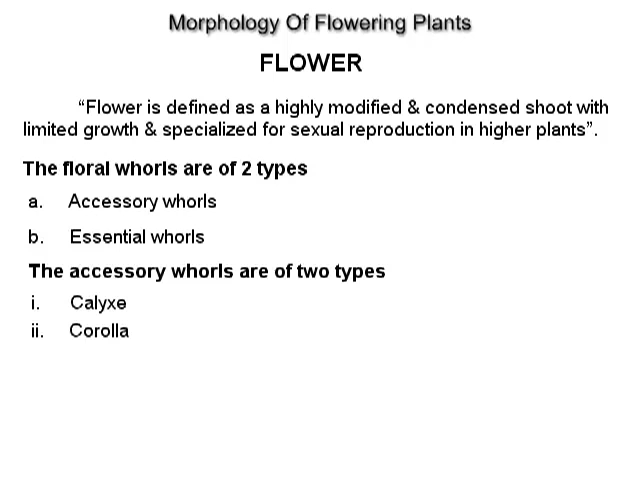 Morphology Of Flowering Plants
FLOWER
“Flower is defined as a highly modified & condensed shoot with
limited growth & specialized for sexual reproduction in higher plants”.
The floral whorls are of 2 types
a. Accessory whorls
b. Essential whorls
The accessory whorls are of two types
i. Calyxe
ii. Corolla